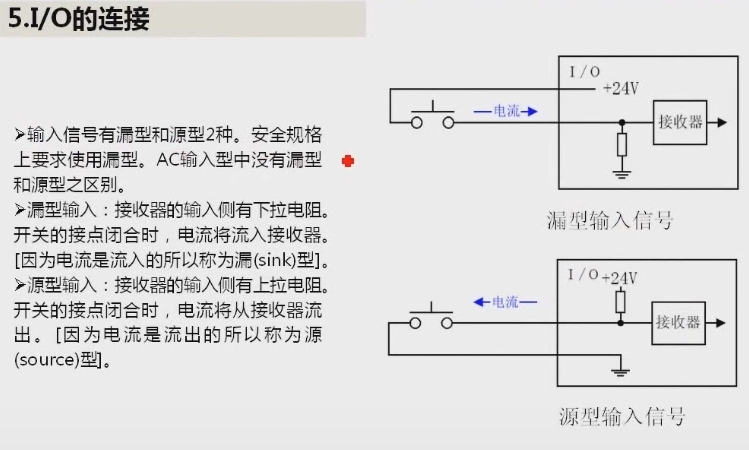 5.I/O的连接
➢输入信号有漏型和源型2种。安全规格
上要求使用漏型。AC输入型中没有漏型
和源型之区别。
➢漏型输入：接收器的输入侧有下拉电阻。
开关的接点闭合时，电流将流入接收器。
[因为电流是流入的所以称为漏(sink)型]。
➢源型输入：接收器的输入侧有上拉电阻。
开关的接点闭合时，电流将从接收器流
出。[因为电流是流出的所以称为源
(source)型]。
I/O
+24V
电流
接收器
漏型输入信号
I/O +24V
电流
接收器
源型输入信号